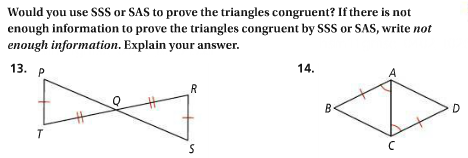 Would you use SSS or SAS to prove the triangles congruent? If there is not
enough information to prove the triangles congruent by SSS or SAS, write not
enough information. Explain your answer.
13. P
R
Q
T
S
14.
A
B
D
C